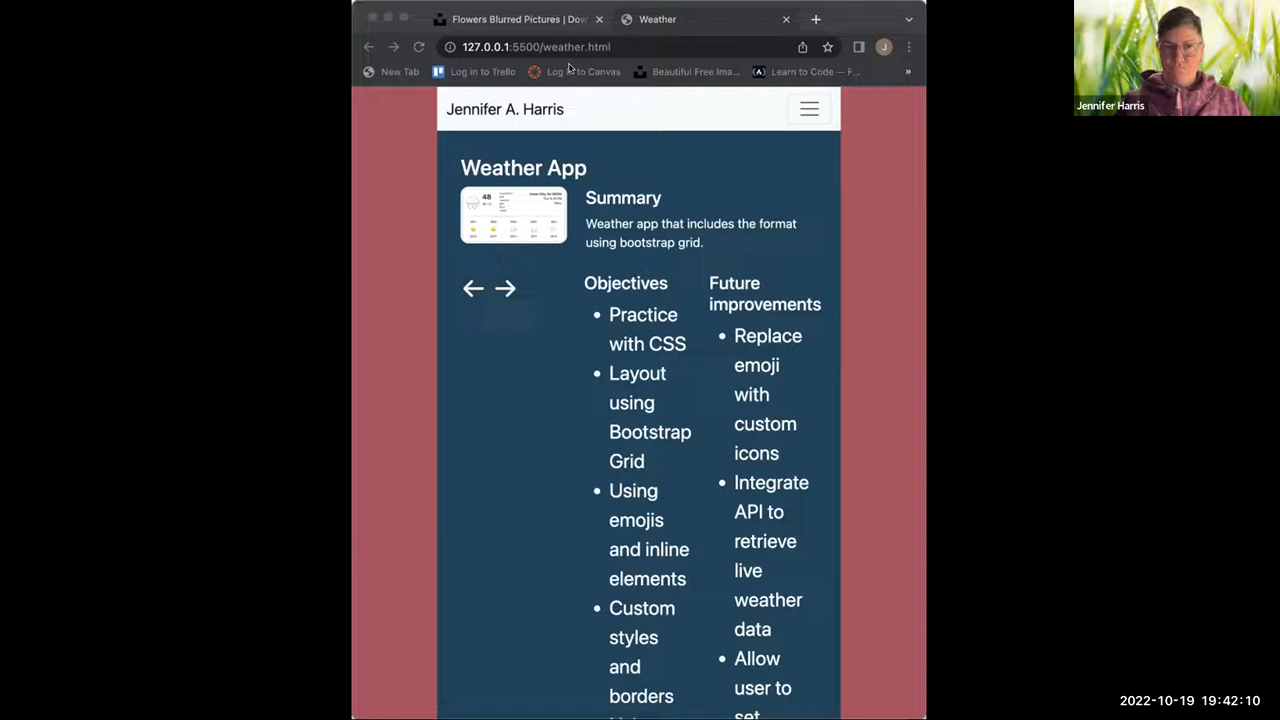 Flowers Blurred Pictures | Dow
Weather
127.0.0.1:5500/weather.html
J
New Tab
Log in to Trello
Log in to Canvas
Beautiful Free Ima...
Learn to Code — F...
»
Jennifer Harris
Jennifer A. Harris
Weather App
48
Summary
Weather app that includes the format
using bootstrap grid.
Objectives
• Practice
with CSS
• Layout
using
Bootstrap
Grid
• Using
emojis
and inline
elements
• Custom
styles
and
borders
Future
improvements
• Replace
emoji
with
custom
icons
• Integrate
API to
retrieve
live
weather
data
• Allow
user to
set
2022-10-19 19:42:10